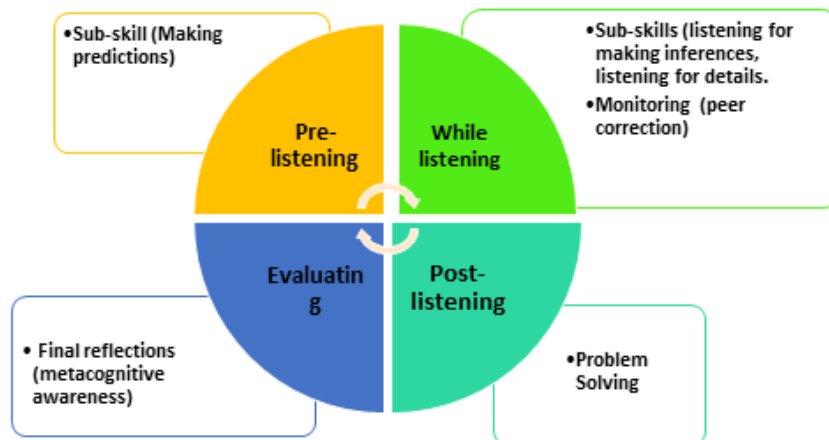 •Sub-skill (Making
predictions)
•Sub-skills (listening for
making inferences,
listening for details.
•Monitoring (peer
correction)
Pre-
listening
While
listening
Evaluatin
g
Post-
listening
• Final reflections
(metacognitive
awareness)
•Problem
Solving